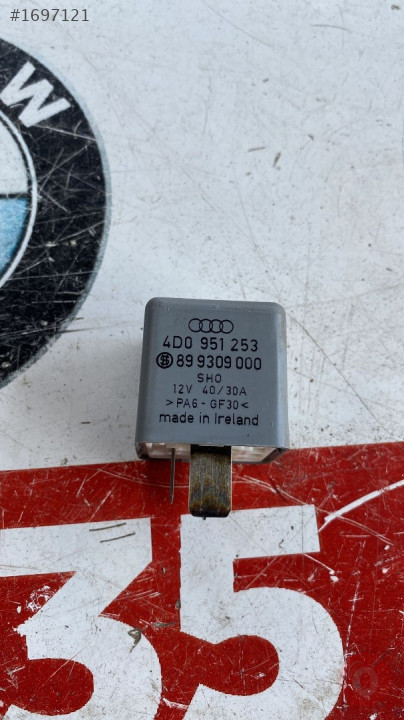 #1697121
W
4D0 951 253
89 9309 000
SHO
12V 40/30A
>PA6-GF30<
made in Ireland
35